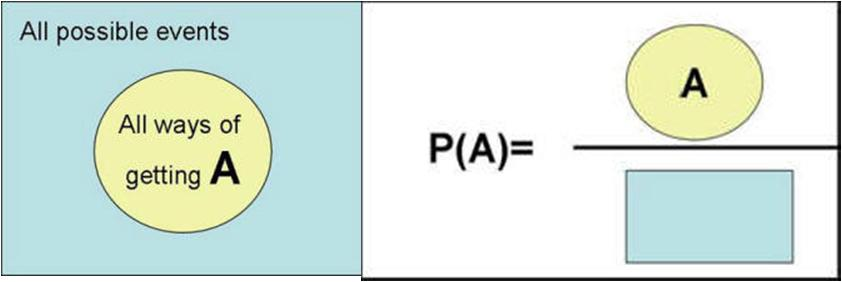 All possible events
All ways of
getting A
P(A)=
A